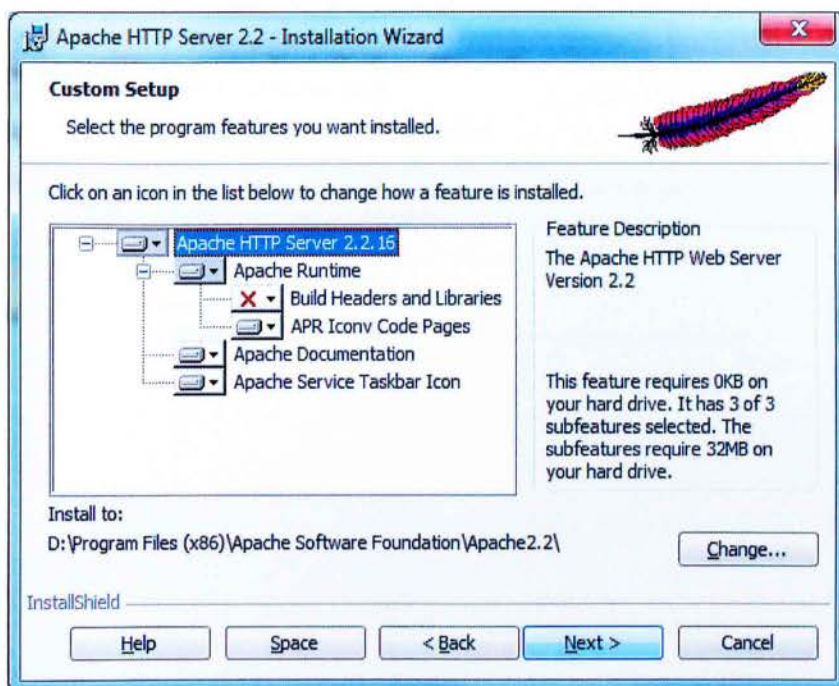 Apache HTTP Server 2.2 - Installation Wizard
Custom Setup
Select the program features you want installed.
Click on an icon in the list below to change how a feature is installed.
Apache HTTP Server 2.2.16
Apache Runtime
Build Headers and Libraries
APR Iconv Code Pages
Apache Documentation
Apache Service Taskbar Icon
Feature Description
The Apache HTTP Web Server
Version 2.2
This feature requires 0KB on
your hard drive. It has 3 of 3
subfeatures selected. The
subfeatures require 32MB on
your hard drive.
Install to:
D:\Program Files (x86)\Apache Software Foundation\Apache2.2\
Change...
InstallShield
Help
Space
< Back
Next >
Cancel